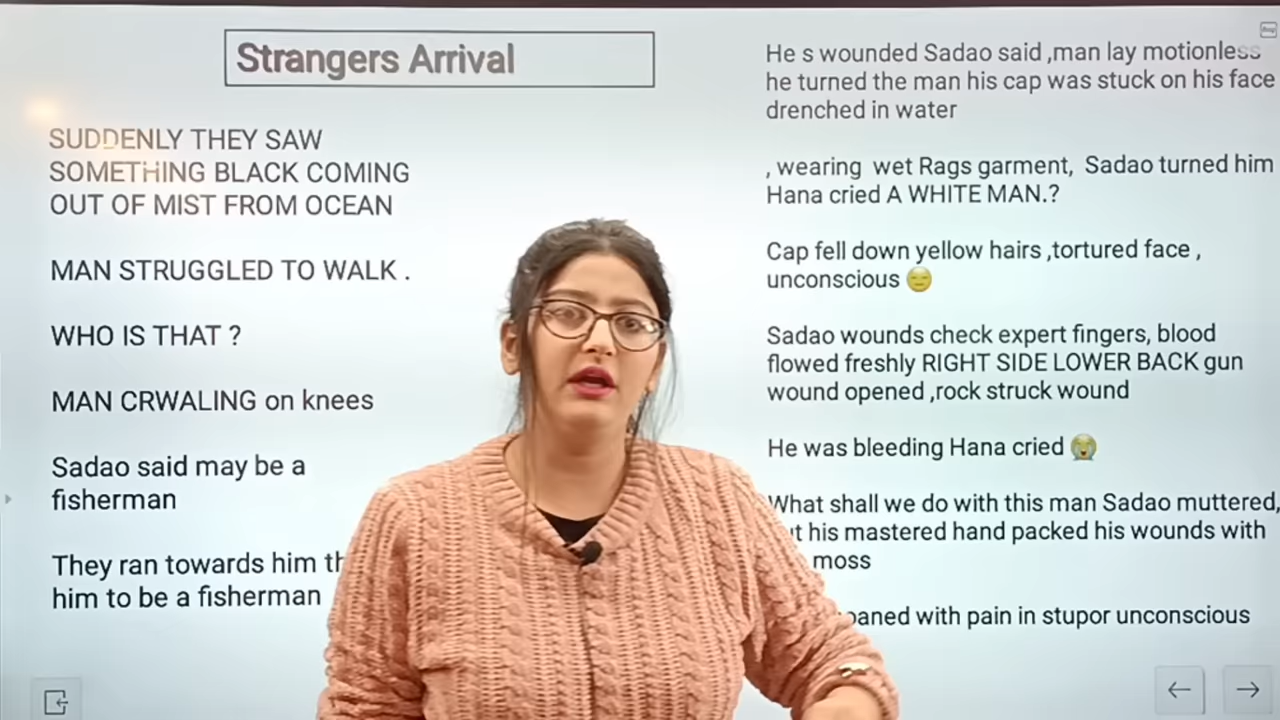 Strangers Arrival
SUDDENLY THEY SAW
SOMETHING BLACK COMING
OUT OF MIST FROM OCEAN
MAN STRUGGLED TO WALK .
WHO IS THAT ?
MAN CRWALING on knees
Sadao said may be a
fisherman
They ran towards him
him to be a fisherman
He s wounded Sadao said ,man lay motionless
he turned the man his cap was stuck on his face
drenched in water
, wearing wet Rags garment, Sadao turned him
Hana cried A WHITE MAN.?
Cap fell down yellow hairs ,tortured face ,
unconscious 😑
Sadao wounds check expert fingers, blood
flowed freshly RIGHT SIDE LOWER BACK gun
wound opened ,rock struck wound
He was bleeding Hana cried 😭
What shall we do with this man Sadao muttered,
his mastered hand packed his wounds with
moss
with pain in stupor unconscious